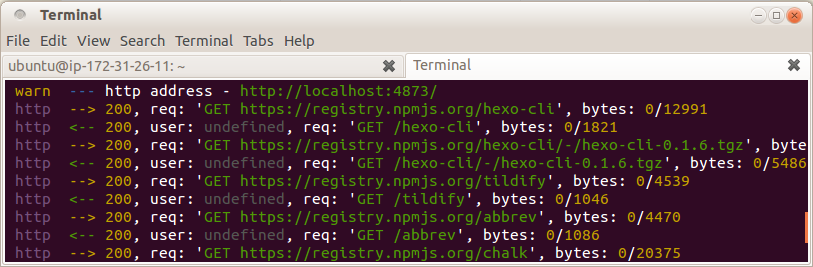 Terminal
File Edit View Search Terminal Tabs Help
ubuntu@ip-172-31-26-11: ~
Terminal
warn --- http address - http://localhost:4873/
http --> 200, req: 'GET https://registry.npmjs.org/hexo-cli', bytes: 0/12991
http <-- 200, user: undefined, req: 'GET /hexo-cli', bytes: 0/1821
http --> 200, req: 'GET https://registry.npmjs.org/hexo-cli/-/hexo-cli-0.1.6.tgz', byte
http <-- 200, user: undefined, req: 'GET /hexo-cli/-/hexo-cli-0.1.6.tgz', bytes: 0/5486
http --> 200, req: 'GET https://registry.npmjs.org/tildify', bytes: 0/4539
http <-- 200, user: undefined, req: 'GET /tildify', bytes: 0/1046
http --> 200, req: 'GET https://registry.npmjs.org/abbrev', bytes: 0/4470
http <-- 200, user: undefined, req: 'GET /abbrev', bytes: 0/1086
http --> 200, req: 'GET https://registry.npmjs.org/chalk', bytes: 0/20375